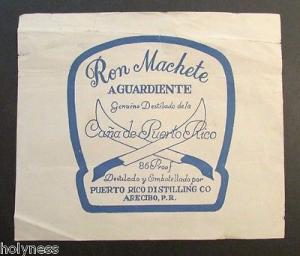 Ron Machete
AGUARDIENTE
Genuino Destilado de la
Caña de Puerto Rico
86 Proof
Destilado y Embotellado por
PUERTO RICO DISTILLING CO
ARECIBO, P.R.
holyness